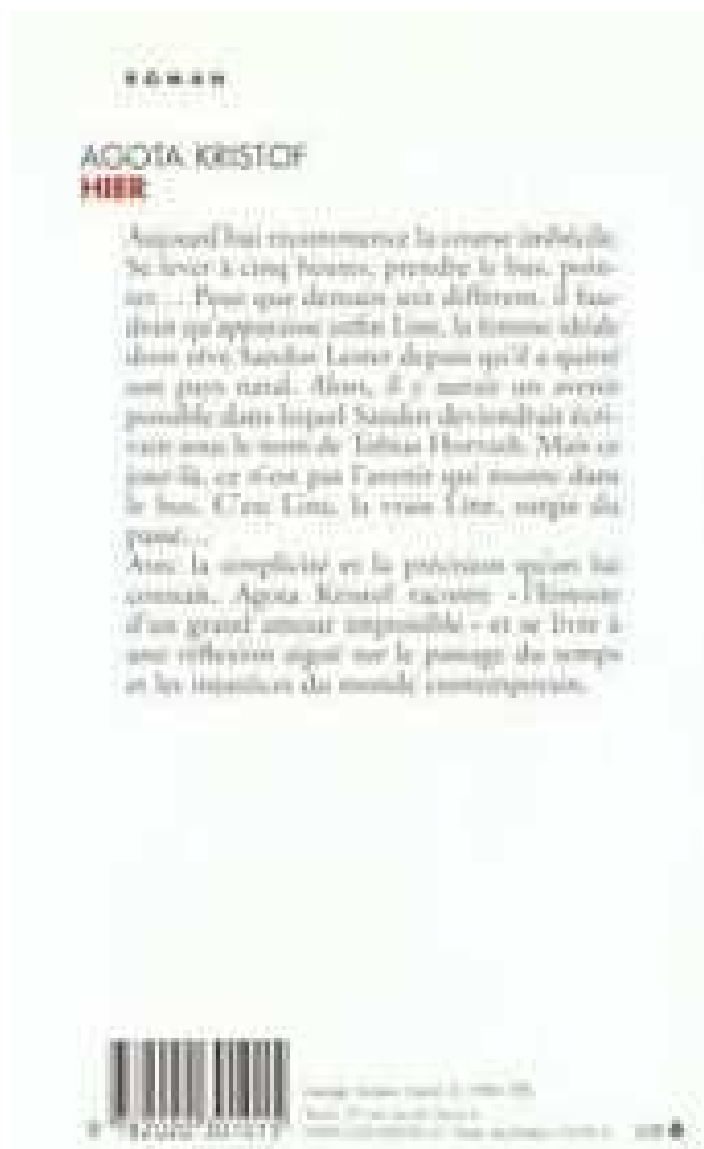 ROMAN
AGOTA KRISTOF
HIER
Aujourd'hui recommence la course imbécile.
Se lever à cinq heures, prendre le bus, poin-
ter... Pour que demain soit différent, il fau-
drait qu'apparaisse enfin Line, la femme idéale
dont rêve Sandor Lester depuis qu'il a quitté
son pays natal. Alors, il y aurait un avenir
possible dans lequel Sandor deviendrait écri-
vain sous le nom de Tobias Horvath. Mais ce
jour-là, ce n'est pas l'avenir qui monte dans
le bus. C'est Line, la vraie Line, surgie du
passé...
Avec la simplicité et la précision qu'on lui
connaît, Agota Kristof raconte « l'histoire
d'un grand amour impossible » et se livre à
une réflexion aiguë sur le passage du temps
et les injustices du monde contemporain.